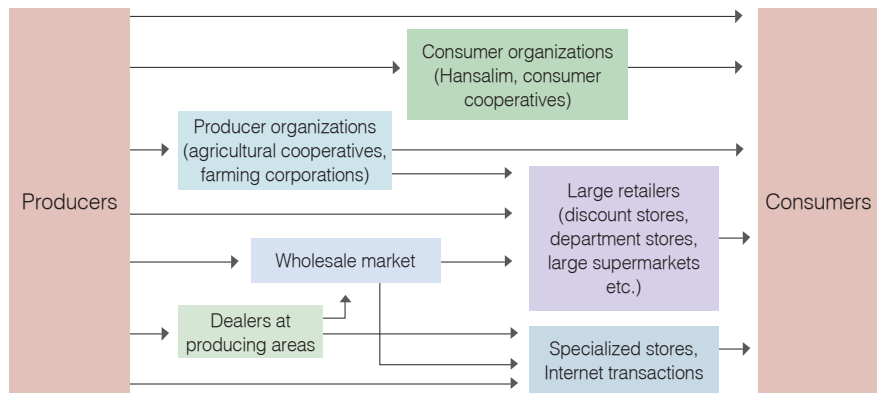 Producers
Consumer organizations
(Hansalim, consumer
cooperatives)
Producer organizations
(agricultural cooperatives,
farming corporations)
Large retailers
(discount stores,
department stores,
large supermarkets
etc.)
Wholesale market
Dealers at
producing areas
Specialized stores,
Internet transactions
Consumers